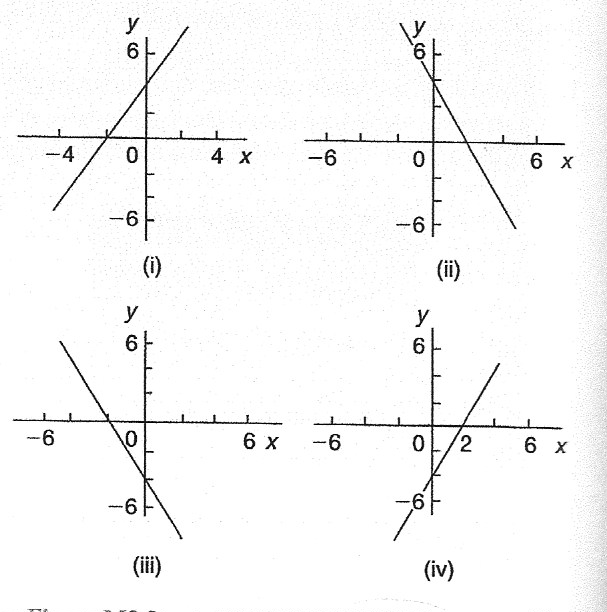 y y
6 6
-4 0 4 x -6 0 6 x
-6 -6
(i) (ii)
y y
6 6
-6 0 6 x -6 0 2 6 x
-6 -6
(iii) (iv)